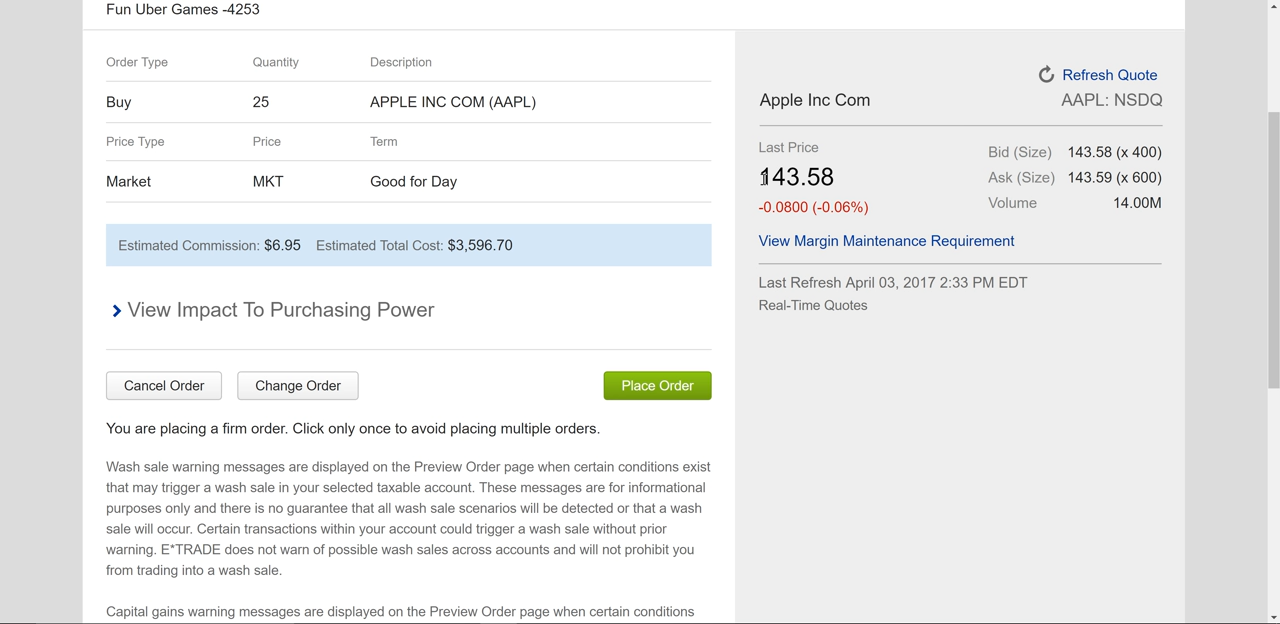 Fun Uber Games -4253
Order Type Quantity Description
Buy 25 APPLE INC COM (AAPL)
Price Type Price Term
Market MKT Good for Day
Estimated Commission: $6.95 Estimated Total Cost: $3,596.70
View Impact To Purchasing Power
Cancel Order Change Order Place Order
You are placing a firm order. Click only once to avoid placing multiple orders.
Wash sale warning messages are displayed on the Preview Order page when certain conditions exist
that may trigger a wash sale in your selected taxable account. These messages are for informational
purposes only and there is no guarantee that all wash sale scenarios will be detected or that a wash
sale will occur. Certain transactions within your account could trigger a wash sale without prior
warning. E*TRADE does not warn of possible wash sales across accounts and will not prohibit you
from trading into a wash sale.
Capital gains warning messages are displayed on the Preview Order page when certain conditions
Refresh Quote
Apple Inc Com AAPL: NSDQ
Last Price
143.58
-0.0800 (-0.06%)
Bid (Size) 143.58 (x 400)
Ask (Size) 143.59 (x 600)
Volume 14.00M
View Margin Maintenance Requirement
Last Refresh April 03, 2017 2:33 PM EDT
Real-Time Quotes